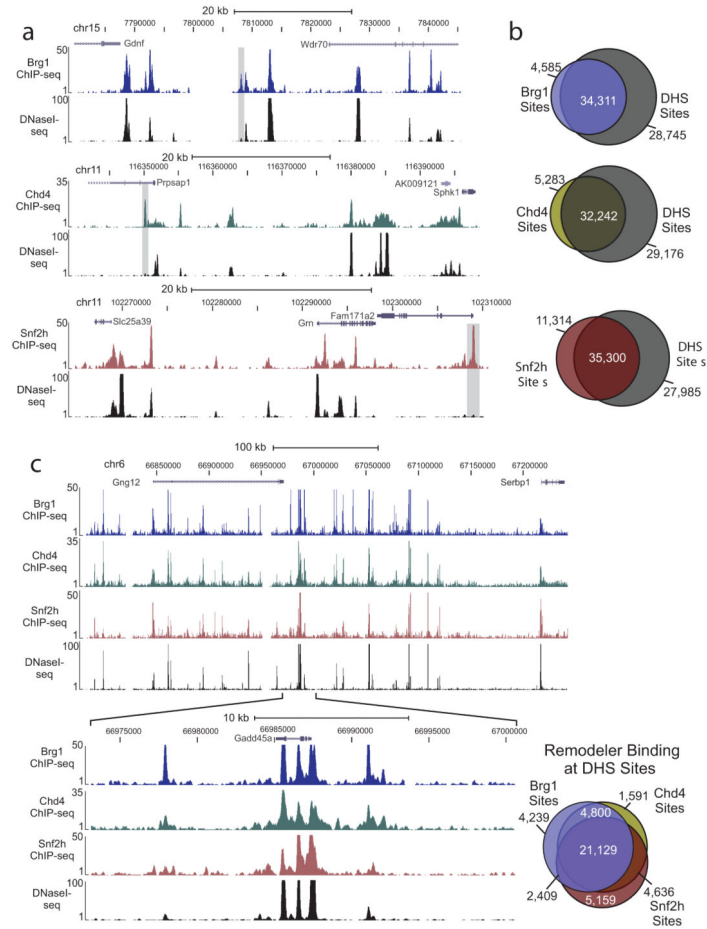 a
20 kb
chr15
7790000
7800000
7810000
7820000
7830000
7840000
Gdnf
Wdr70
Brg1
ChIP-seq
50
1
DNaseI-
seq
100
1
20 kb
chr11
116350000
116360000
116370000
116380000
116390000
Prpsap1
AK009121
Sphk1
Chd4
ChIP-seq
35
1
DNaseI-
seq
100
1
20 kb
chr11
102270000
102280000
102290000
102300000
102310000
Slc25a39
Grn
Fam171a2
Snf2h
ChIP-seq
50
1
DNaseI-
seq
100
1
b
4,585
Brg1
Sites
34,311
DHS
Sites
28,745
5,283
Chd4
Sites
32,242
DHS
Sites
29,176
11,314
Snf2h
Site s
35,300
DHS
Site s
27,985
c
100 kb
chr6
66850000
66900000
66950000
67000000
67050000
67100000
67150000
67200000
Gng12
Serbp1
Brg1
ChIP-seq
50
1
Chd4
ChIP-seq
35
1
Snf2h
ChIP-seq
50
1
DNaseI-
seq
100
1
10 kb
66975000
66980000
66985000
66990000
66995000
67000000
Gadd45a
Brg1
ChIP-seq
50
1
Chd4
ChIP-seq
35
1
Snf2h
ChIP-seq
50
1
DNaseI-
seq
100
1
Remodeler Binding
at DHS Sites
Brg1
Sites
4,239
4,800
1,591
Chd4
Sites
21,129
2,409
5,159
4,636
Snf2h
Sites